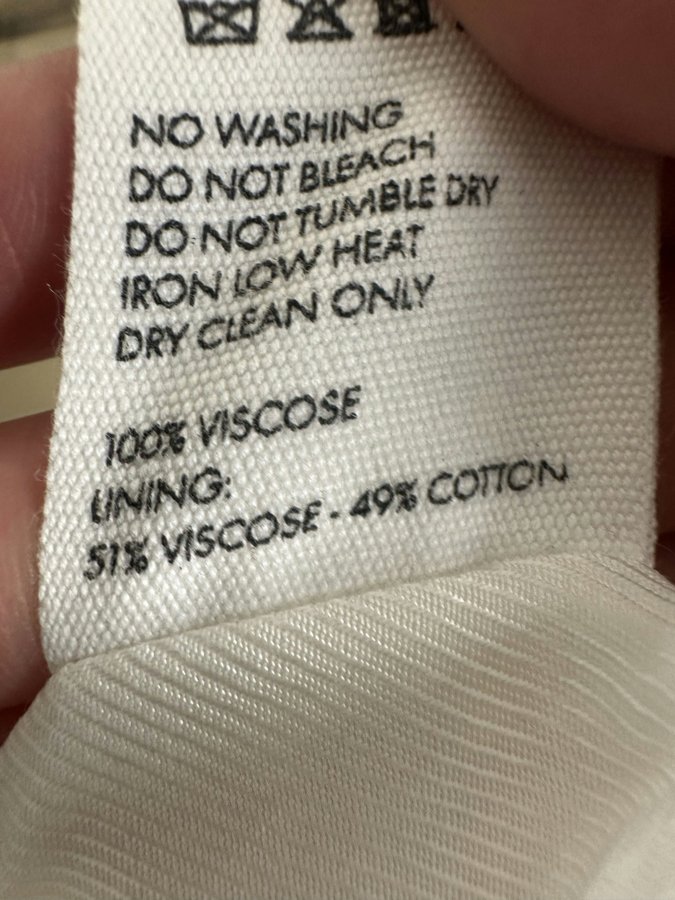 NO WASHING
DO NOT BLEACH
DO NOT TUMBLE DRY
IRON LOW HEAT
DRY CLEAN ONLY
100% VISCOSE
LINING:
51% VISCOSE - 49% COTTON